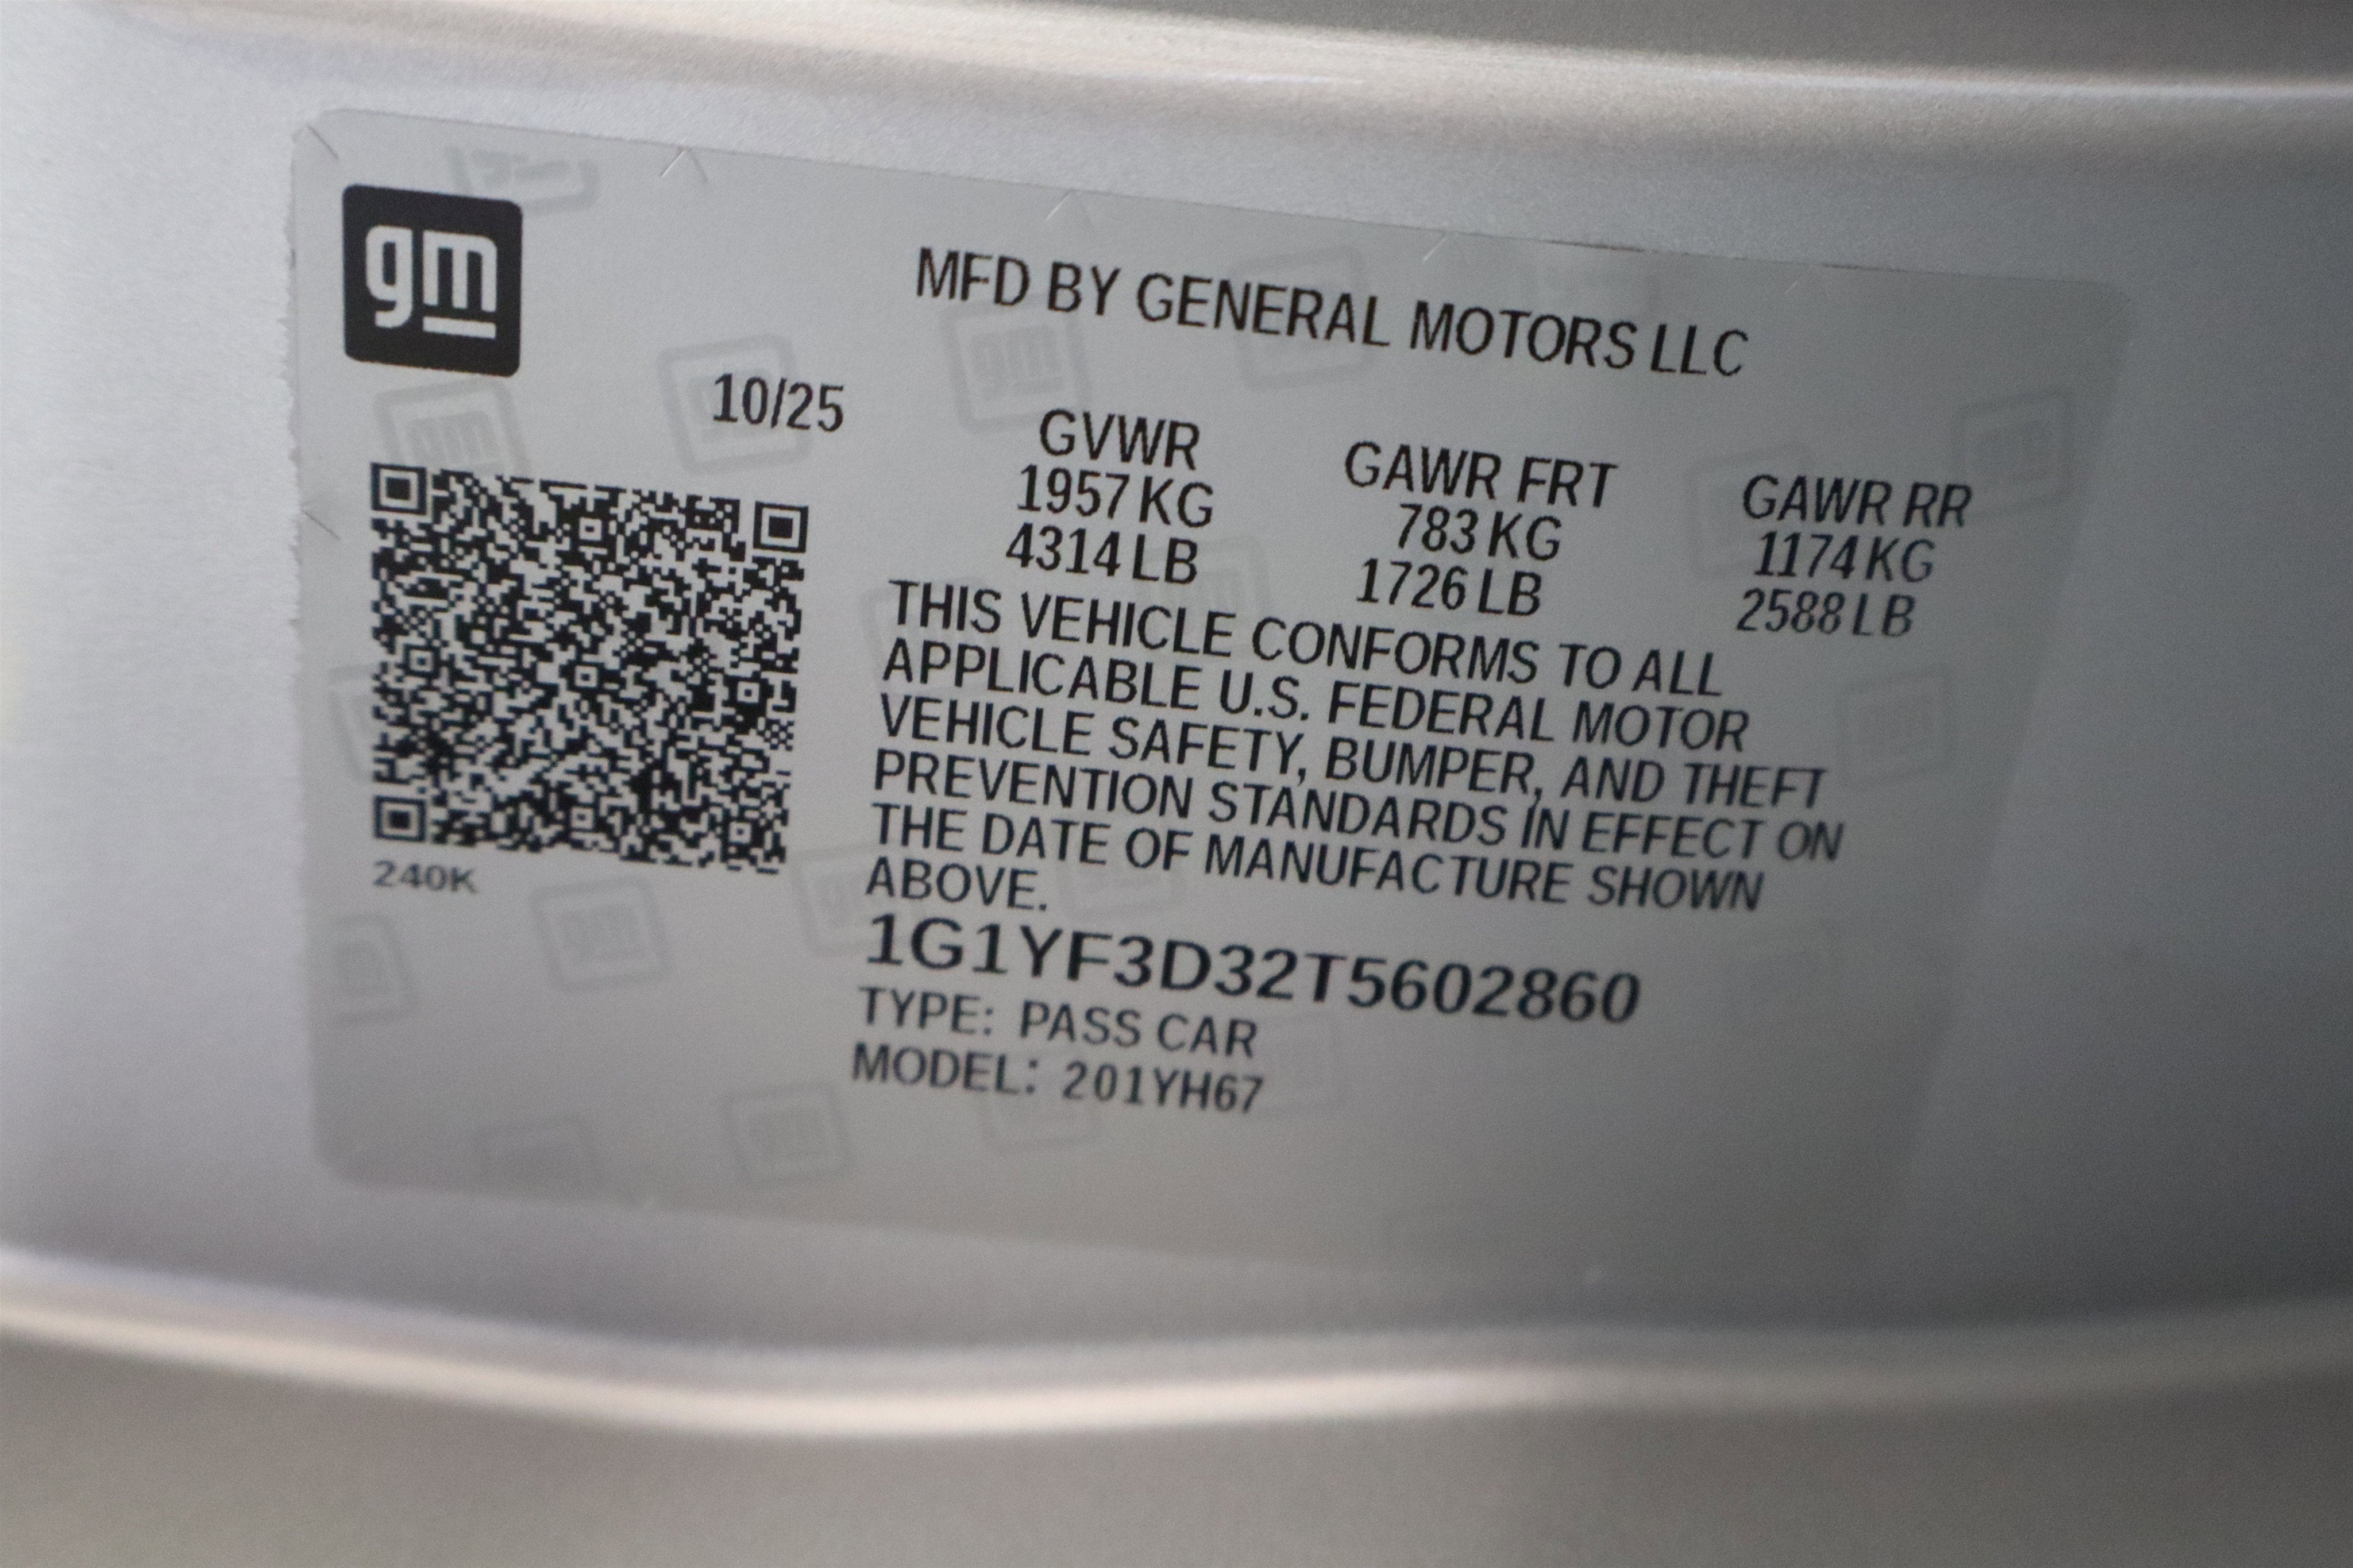 gm
MFD BY GENERAL MOTORS LLC
10/25
GVWR GAWR FRT GAWR RR
1957 KG 783 KG 1174 KG
4314 LB 1726 LB 2588 LB
THIS VEHICLE CONFORMS TO ALL
APPLICABLE U.S. FEDERAL MOTOR
VEHICLE SAFETY, BUMPER, AND THEFT
PREVENTION STANDARDS IN EFFECT ON
THE DATE OF MANUFACTURE SHOWN
ABOVE.
240K
1G1YF3D32T5602860
TYPE: PASS CAR
MODEL: 201YH67